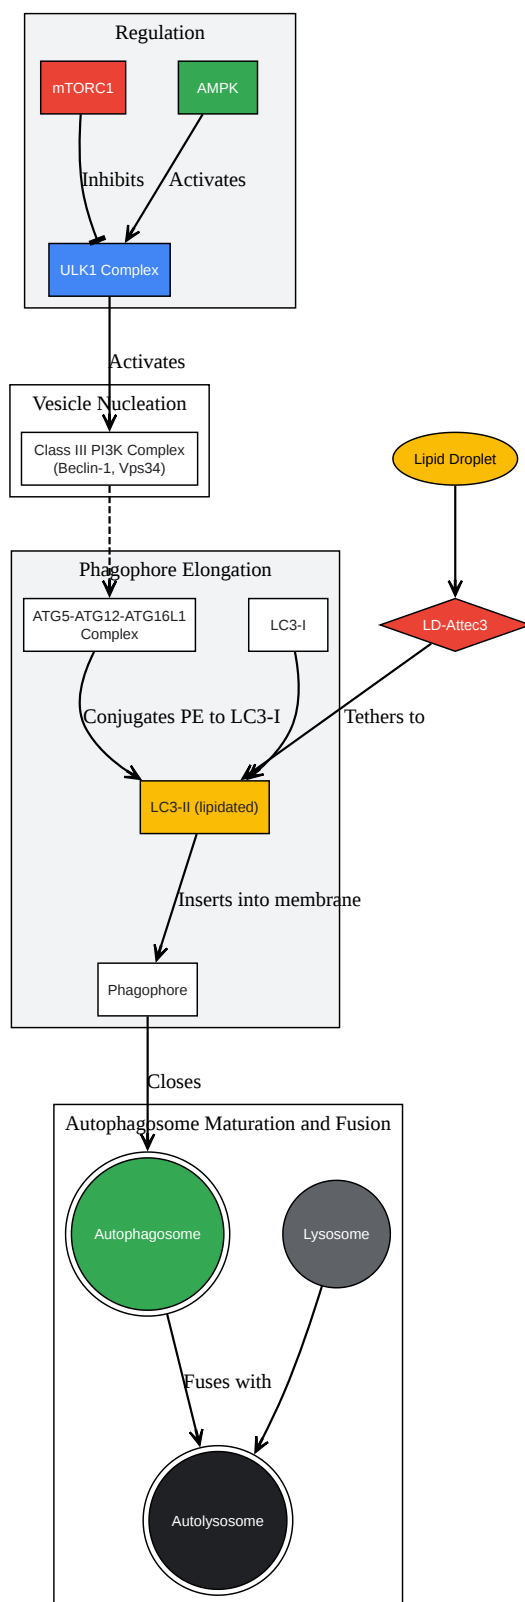 Regulation
mTORC1
AMPK
Inhibits
Activates
ULK1 Complex
Activates
Vesicle Nucleation
Class III PI3K Complex
(Beclin-1, Vps34)
Lipid Droplet
Phagophore Elongation
ATG5-ATG12-ATG16L1
Complex
LC3-I
LD-Attec3
Conjugates PE to LC3-I
Tethers to
LC3-II (lipidated)
Inserts into membrane
Phagophore
Closes
Autophagosome Maturation and Fusion
Autophagosome
Lysosome
Fuses with
Autolysosome